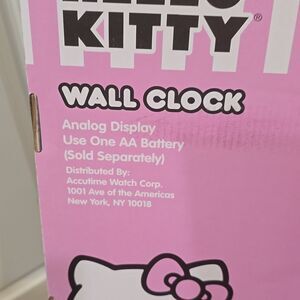 HELLO
KITTY®
WALL CLOCK
Analog Display
Use One AA Battery
(Sold Separately)
Distributed By:
Accutime Watch Corp.
1001 Ave of the Americas
New York, NY 10018